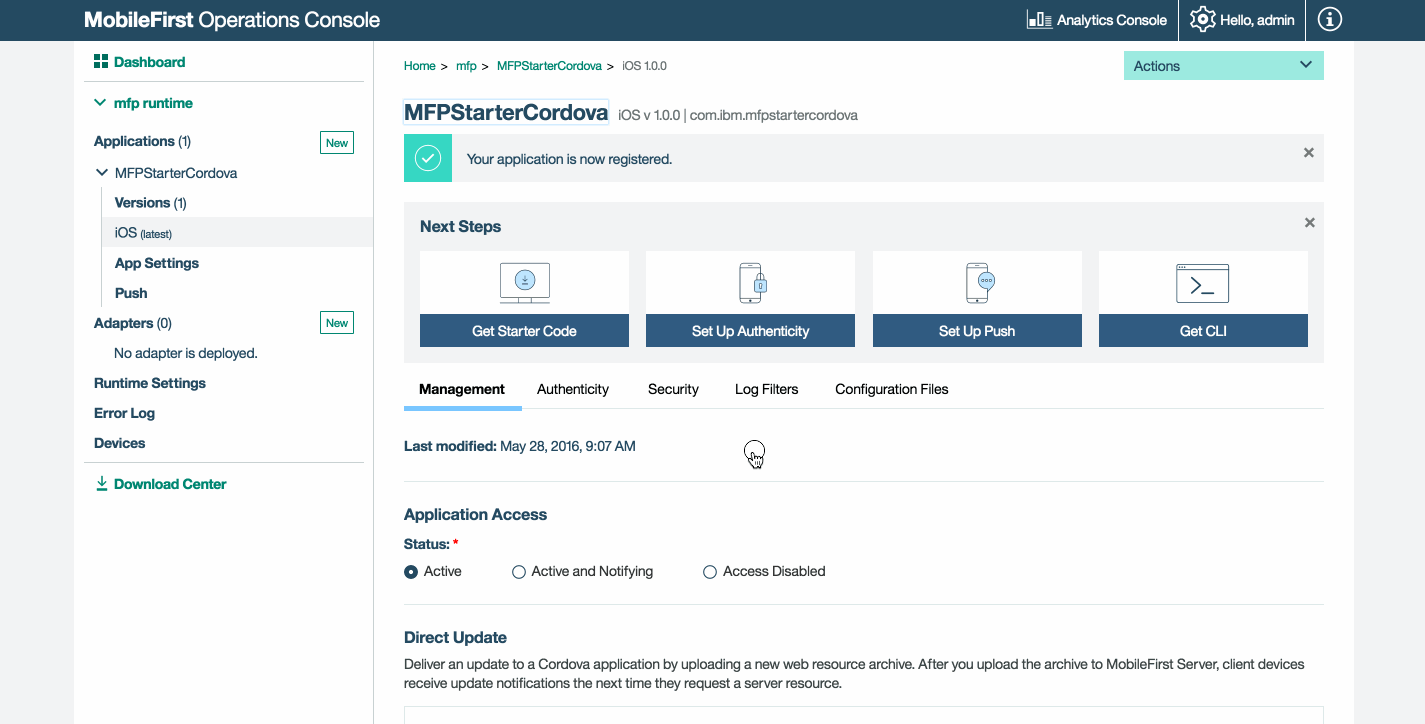 MobileFirst Operations Console
Analytics Console
Hello, admin
Dashboard
mfp runtime
Applications (1)
New
MFPStarterCordova
Versions (1)
iOS (latest)
App Settings
Push
Adapters (0)
New
No adapter is deployed.
Runtime Settings
Error Log
Devices
Download Center
Home > mfp > MFPStarterCordova > iOS 1.0.0
Actions
MFPStarterCordova iOS v 1.0.0 | com.ibm.mfpstartercordova
Your application is now registered.
Next Steps
Get Starter Code
Set Up Authenticity
Set Up Push
Get CLI
Management
Authenticity
Security
Log Filters
Configuration Files
Last modified: May 28, 2016, 9:07 AM
Application Access
Status: *
Active
Active and Notifying
Access Disabled
Direct Update
Deliver an update to a Cordova application by uploading a new web resource archive. After you upload the archive to MobileFirst Server, client devices
receive update notifications the next time they request a server resource.